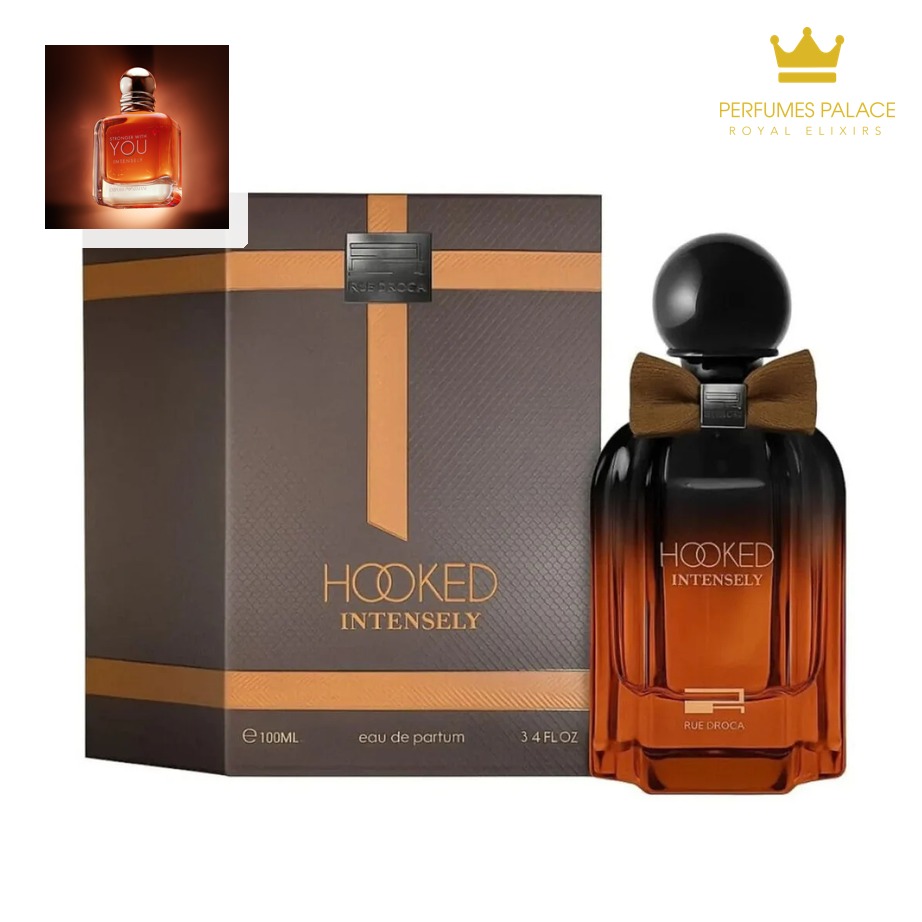 PERFUMES PALACE
ROYAL ELIXIRS
STRONGER WITH
YOU
INTENSELY
RUE DROCA
HOOKED
INTENSELY
e 100ML eau de partum 3 4 FL OZ
HOOKED
INTENSELY
RUE DROCA